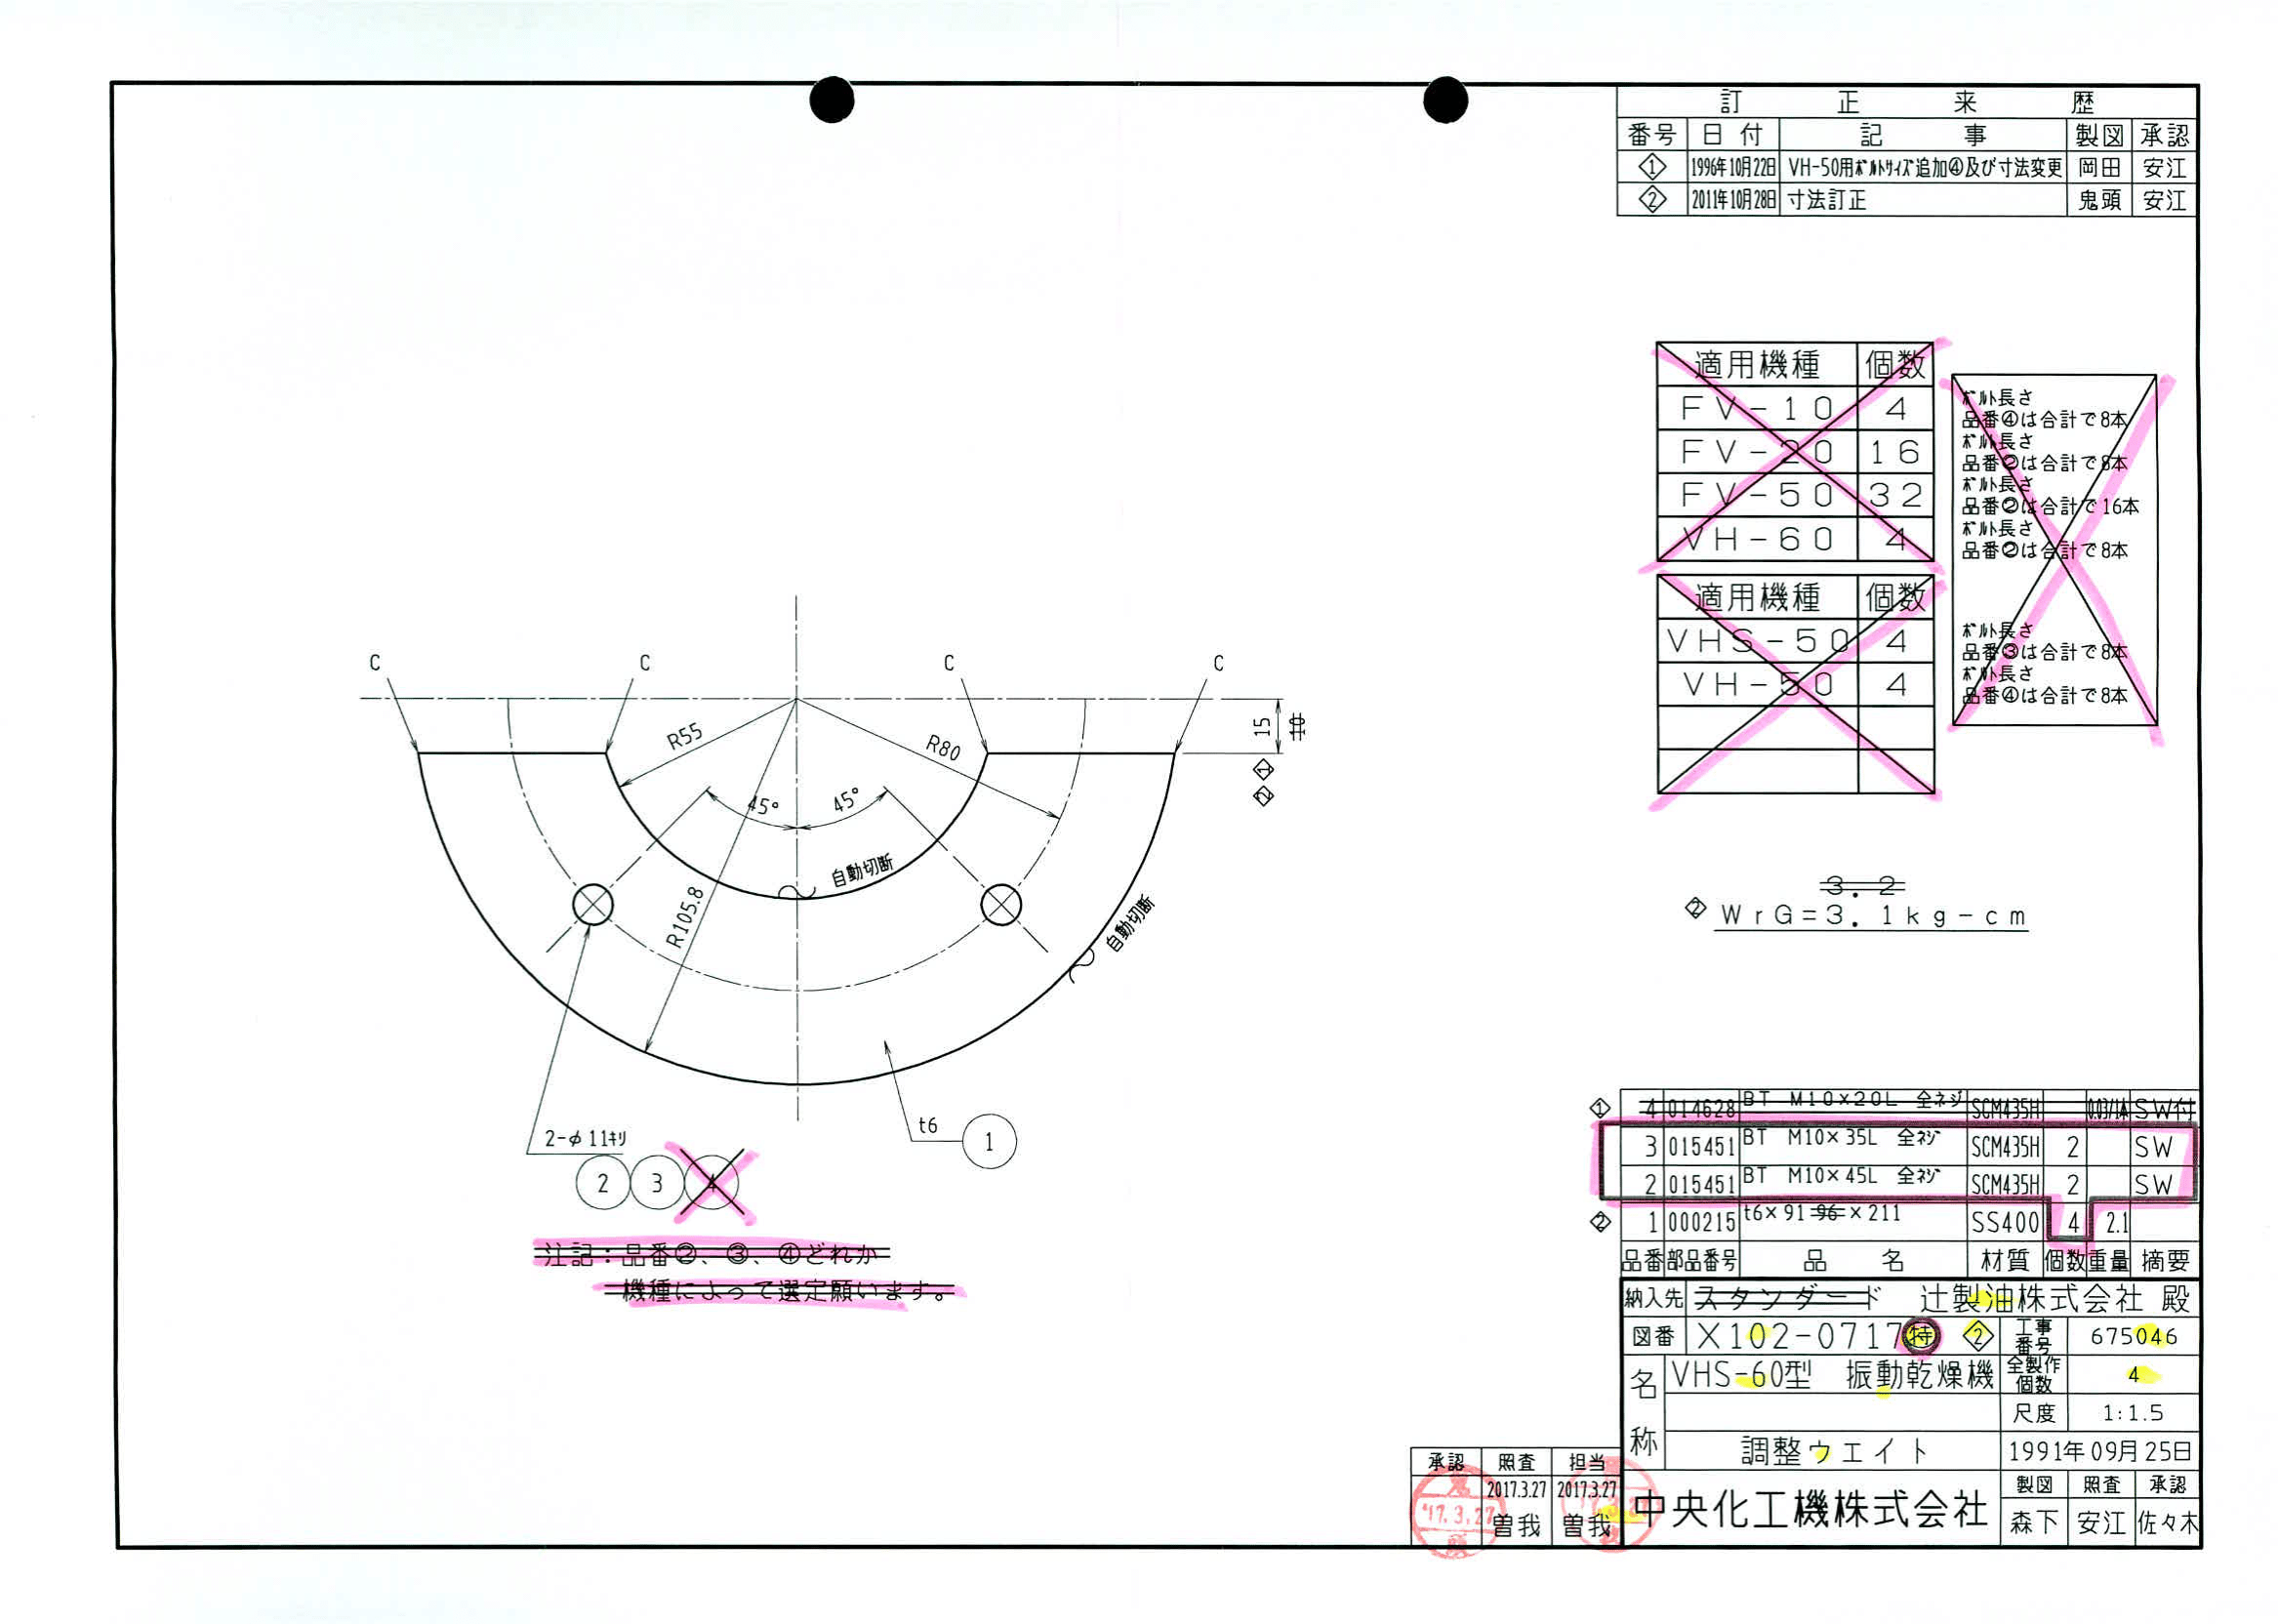 訂正来歴
番号 日付 記事 製図 承認
1 1996年10月22日 VH-50用ボルトサイズ追加④及び寸法変更 岡田 安江
2 2011年10月28日 寸法訂正 鬼頭 安江
適用機種 個数
FV-10 4
FV-20 16
FV-50 32
VH-60 4
ボルト長さ
品番④は合計で8本
ボルト長さ
品番②は合計で8本
ボルト長さ
品番②は合計で16本
ボルト長さ
品番②は合計で8本
適用機種 個数
VHS-50 4
VH-50 4
ボルト長さ
品番③は合計で8本
ボルト長さ
品番④は合計で8本
C C C C
R55
R80
15
10
1
2
45° 45°
自動切断
R105.8
自動切断
3.2
2 WrG=3.1kg-cm
t6 1
2-φ11キリ
2 3 4
注記:品番②、③、④どれか
機種によって選定願います。
1 4 014628 BT M10×20L 全ネジ SCM435H 0.03/1A SW付
3 015451 BT M10×35L 全ネジ SCM435H 2 SW
2 015451 BT M10×45L 全ネジ SCM435H 2 SW
2 1 000215 t6×91 96 ×211 SS400 4 2.1
品番 部品番号 品名 材質 個数 重量 摘要
納入先 スタンダード 辻製油株式会社 殿
図番 X102-0717 特 2 工事番号 675046
名称 VHS-60型 振動乾燥機 全製作個数 4
尺度 1:1.5
調整ウエイト 1991年09月25日
承認 照査 担当
2017.3.27 2017.3.27
'17.3.27
曽我 曽我
中央化工機株式会社
製図 照査 承認
森下 安江 佐々木